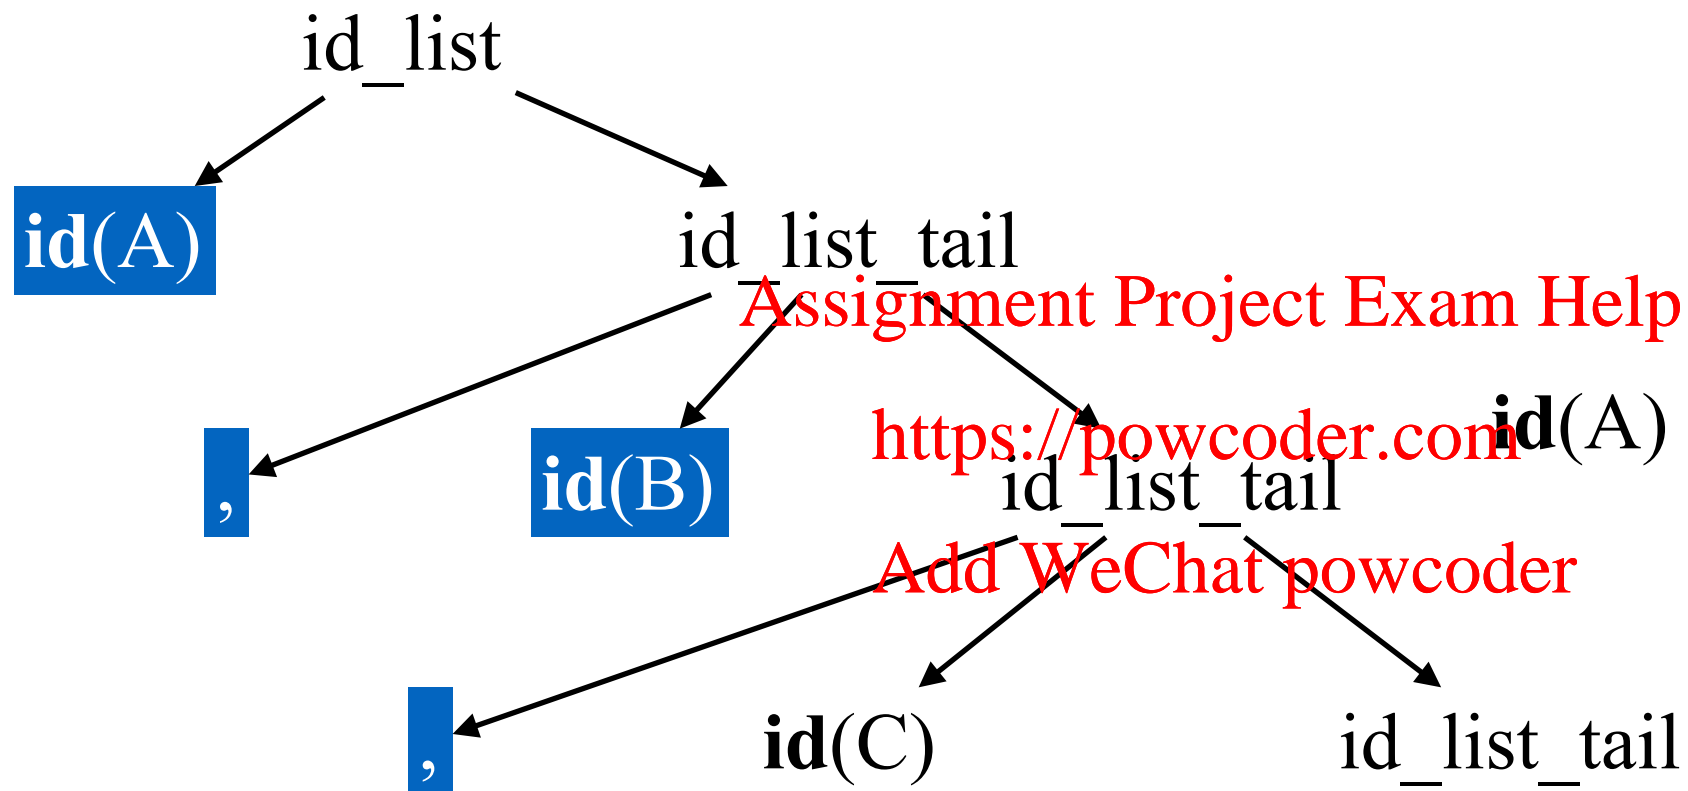 id_list
id(A)
id_list_tail
Assignment Project Exam Help
https://powcoder.com
id(A)
,
id(B)
id_list_tail
Add WeChat powcoder
,
id(C)
id_list_tail